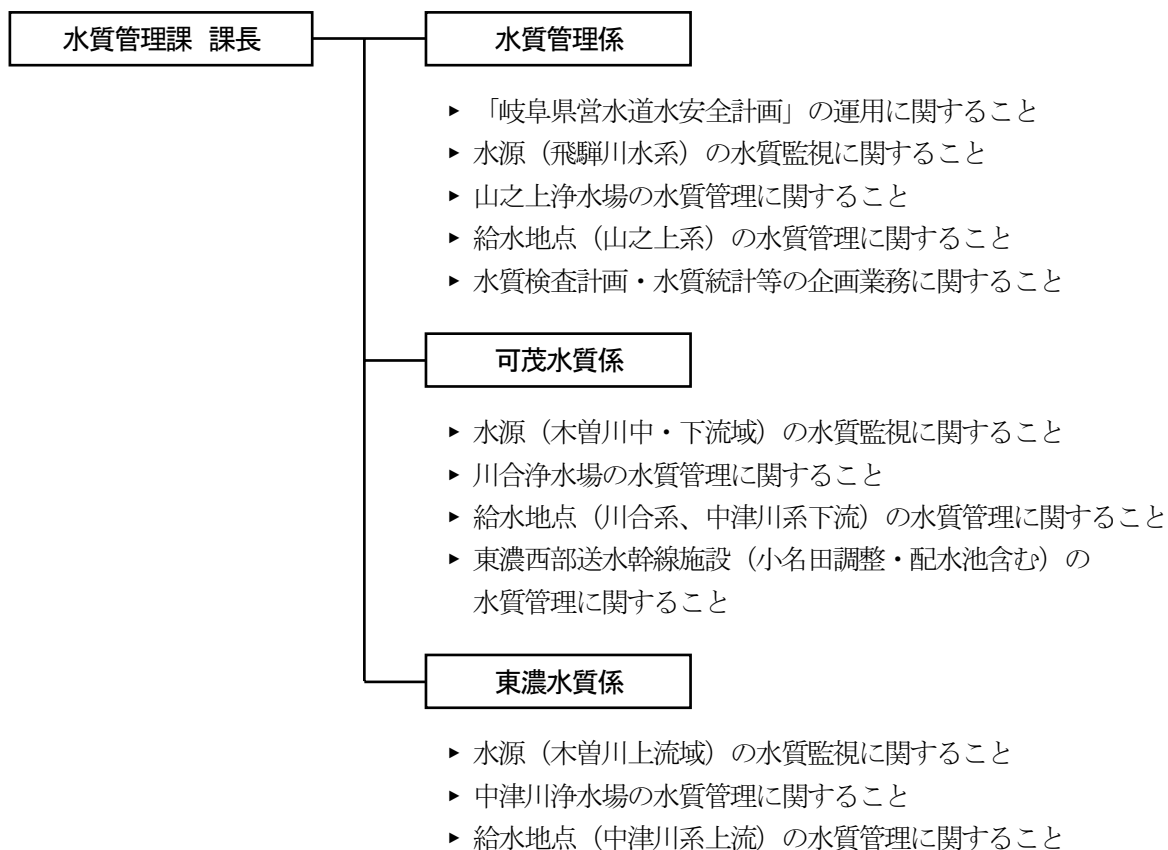 水質管理課 課長
水質管理係
▸ 「岐阜県営水道水安全計画」の運用に関すること
▸ 水源（飛騨川水系）の水質監視に関すること
▸ 山之上浄水場の水質管理に関すること
▸ 給水地点（山之上系）の水質管理に関すること
▸ 水質検査計画・水質統計等の企画業務に関すること
可茂水質係
▸ 水源（木曽川中・下流域）の水質監視に関すること
▸ 川合浄水場の水質管理に関すること
▸ 給水地点（川合系、中津川系下流）の水質管理に関すること
▸ 東濃西部送水幹線施設（小名田調整・配水池含む）の
水質管理に関すること
東濃水質係
▸ 水源（木曽川上流域）の水質監視に関すること
▸ 中津川浄水場の水質管理に関すること
▸ 給水地点（中津川系上流）の水質管理に関すること